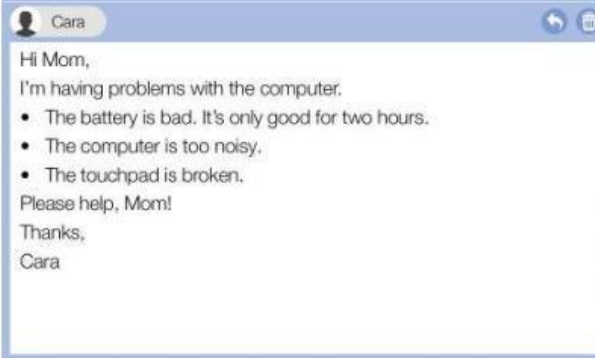 Cara
Hi Mom,
I'm having problems with the computer.
• The battery is bad. It's only good for two hours.
• The computer is too noisy.
• The touchpad is broken.
Please help, Mom!
Thanks,
Cara